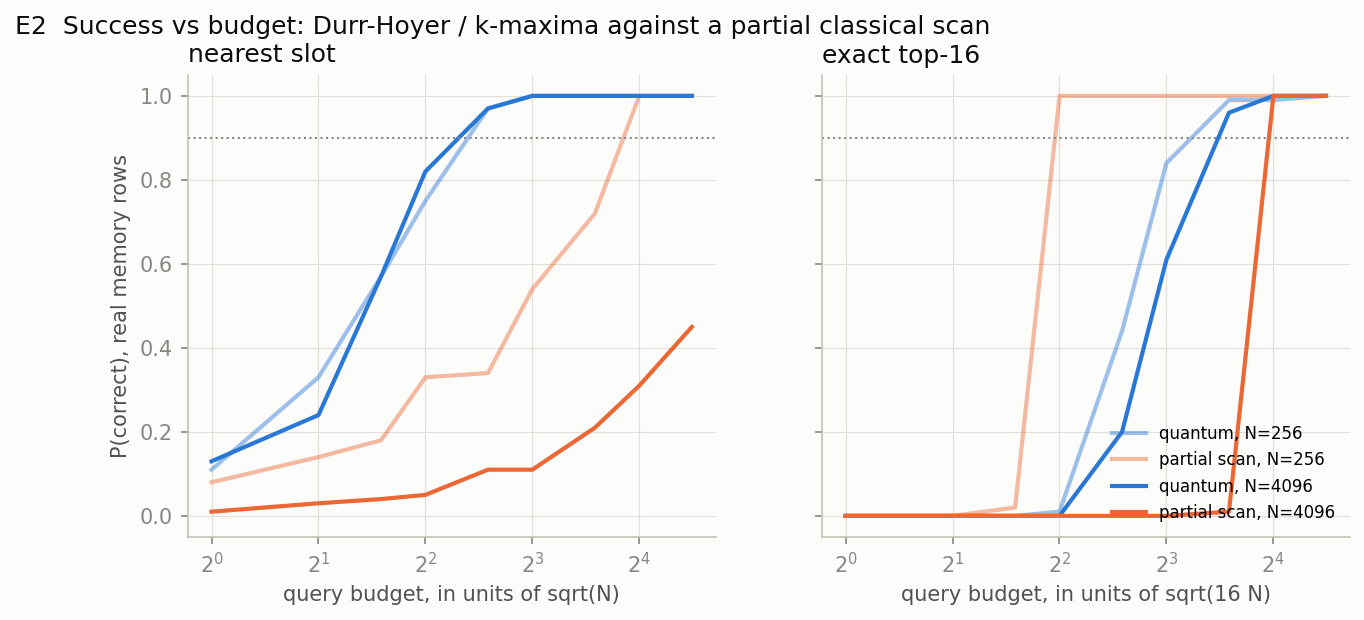 E2  Success vs budget: Durr-Hoyer / k-maxima against a partial classical scan
nearest slot
exact top-16
P(correct), real memory rows
1.0
0.8
0.6
0.4
0.2
0.0
2^0
2^1
2^2
2^3
2^4
query budget, in units of sqrt(N)
quantum, N=256
partial scan, N=256
quantum, N=4096
partial scan, N=4096
2^0
2^1
2^2
2^3
2^4
query budget, in units of sqrt(16 N)